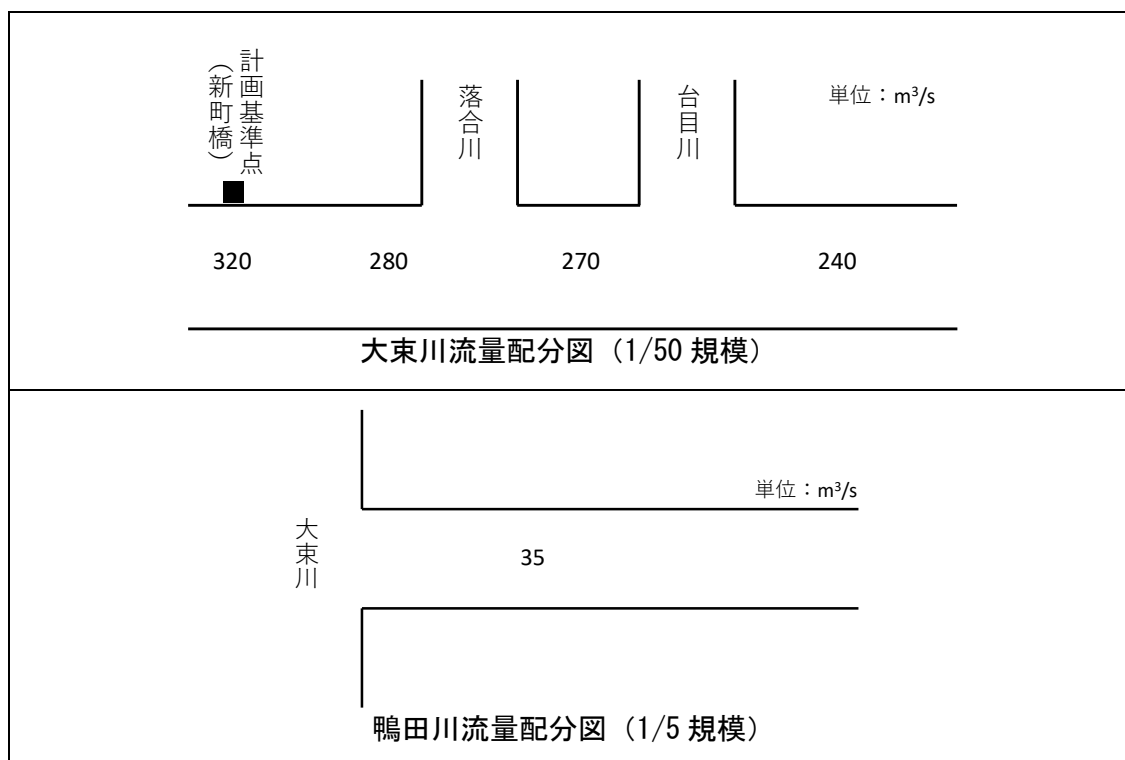 計画基準点
（新町橋）
落合川
台目川
単位：m³/s
320
280
270
240
大束川流量配分図（1/50 規模）
単位：m³/s
大束川
35
鴨田川流量配分図（1/5 規模）